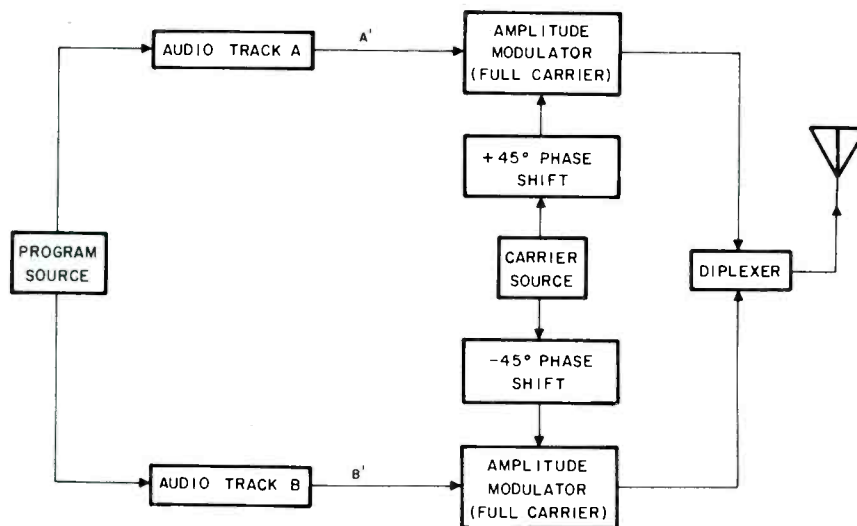 AUDIO TRACK A
A'
AMPLITUDE
MODULATOR
(FULL CARRIER)
+45° PHASE
SHIFT
PROGRAM
SOURCE
CARRIER
SOURCE
DIPLEXER
-45° PHASE
SHIFT
AUDIO TRACK B
B'
AMPLITUDE
MODULATOR
(FULL CARRIER)